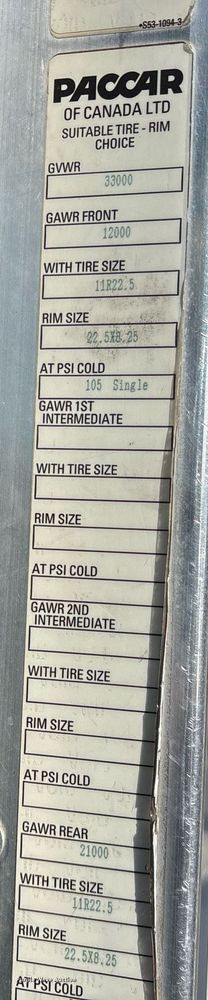 •S53-1094-3
PACCAR
OF CANADA LTD
SUITABLE TIRE - RIM
CHOICE
GVWR
33000
GAWR FRONT
12000
WITH TIRE SIZE
11R22.5
RIM SIZE
22.5X8.25
AT PSI COLD
105 Single
GAWR 1ST
INTERMEDIATE
WITH TIRE SIZE
RIM SIZE
AT PSI COLD
GAWR 2ND
INTERMEDIATE
WITH TIRE SIZE
RIM SIZE
AT PSI COLD
GAWR REAR
21000
WITH TIRE SIZE
11R22.5
RIM SIZE
22.5X8.25
AT PSI COLD